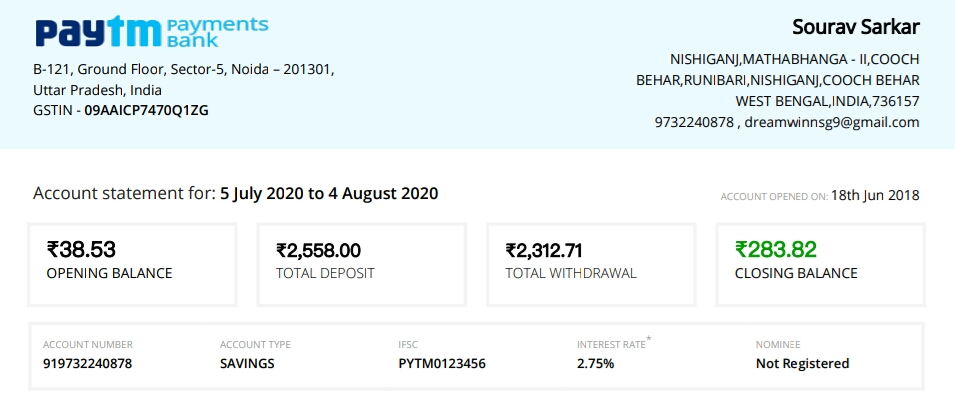 paytm Payments Bank
B-121, Ground Floor, Sector-5, Noida – 201301,
Uttar Pradesh, India
GSTIN - 09AAICP7470Q1ZG
Sourav Sarkar
NISHIGANJ,MATHABHANGA - II,COOCH
BEHAR,RUNIBARI,NISHIGANJ,COOCH BEHAR
WEST BENGAL,INDIA,736157
9732240878 , dreamwinnsg9@gmail.com
Account statement for: 5 July 2020 to 4 August 2020
ACCOUNT OPENED ON: 18th Jun 2018
₹38.53
OPENING BALANCE
₹2,558.00
TOTAL DEPOSIT
₹2,312.71
TOTAL WITHDRAWAL
₹283.82
CLOSING BALANCE
ACCOUNT NUMBER
919732240878
ACCOUNT TYPE
SAVINGS
IFSC
PYTM0123456
INTEREST RATE*
2.75%
NOMINEE
Not Registered